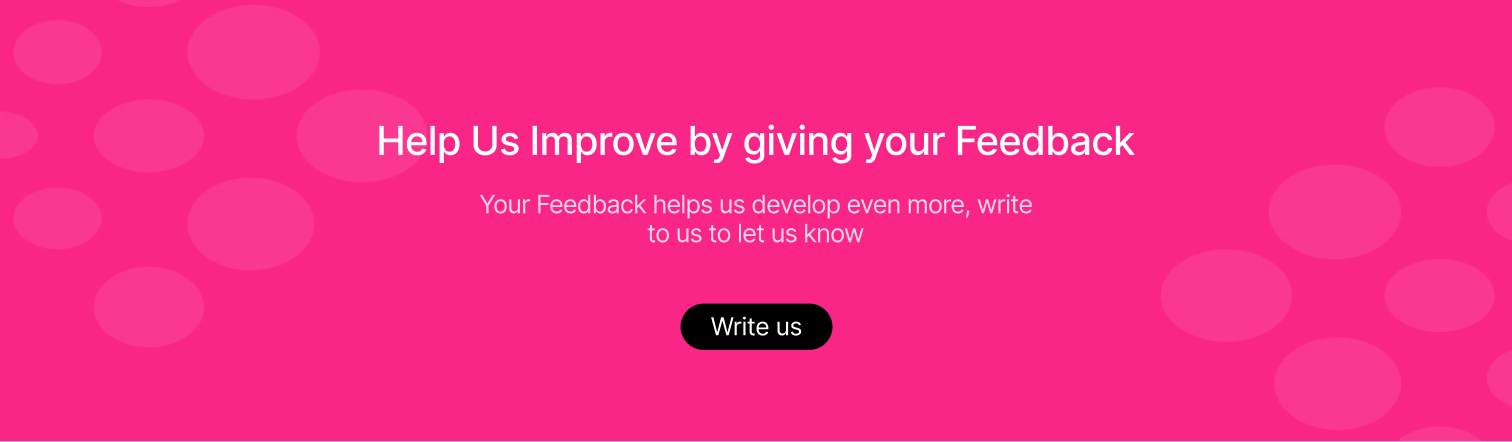 Help Us Improve by giving your Feedback
Your Feedback helps us develop even more, write
to us to let us know
Write us